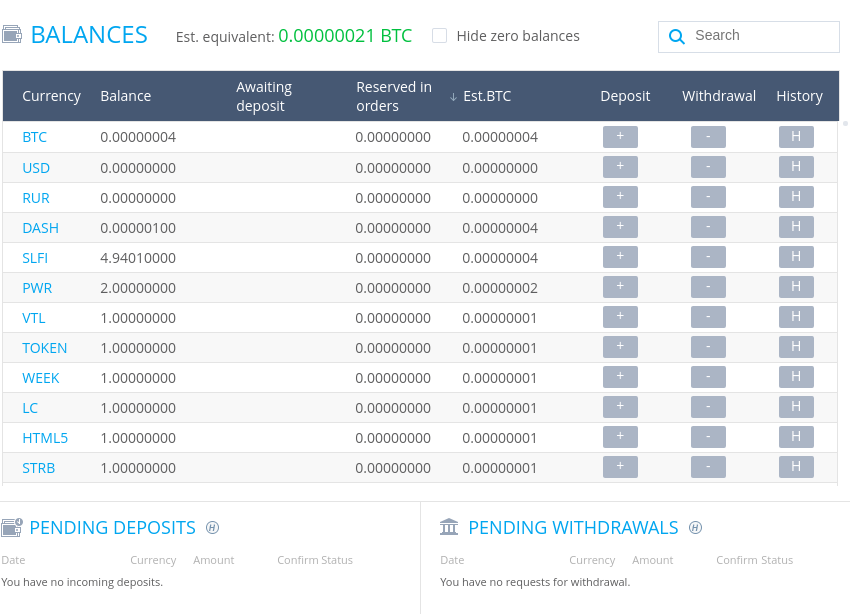 BALANCES Est. equivalent: 0.00000021 BTC Hide zero balances Search
Currency Balance Awaiting deposit Reserved in orders ↓ Est.BTC Deposit Withdrawal History
BTC 0.00000004 0.00000000 0.00000004 + - H
USD 0.00000000 0.00000000 0.00000000 + - H
RUR 0.00000000 0.00000000 0.00000000 + - H
DASH 0.00000100 0.00000000 0.00000004 + - H
SLFI 4.94010000 0.00000000 0.00000004 + - H
PWR 2.00000000 0.00000000 0.00000002 + - H
VTL 1.00000000 0.00000000 0.00000001 + - H
TOKEN 1.00000000 0.00000000 0.00000001 + - H
WEEK 1.00000000 0.00000000 0.00000001 + - H
LC 1.00000000 0.00000000 0.00000001 + - H
HTML5 1.00000000 0.00000000 0.00000001 + - H
STRB 1.00000000 0.00000000 0.00000001 + - H
PENDING DEPOSITS H
Date Currency Amount Confirm Status
You have no incoming deposits.
PENDING WITHDRAWALS H
Date Currency Amount Confirm Status
You have no requests for withdrawal.